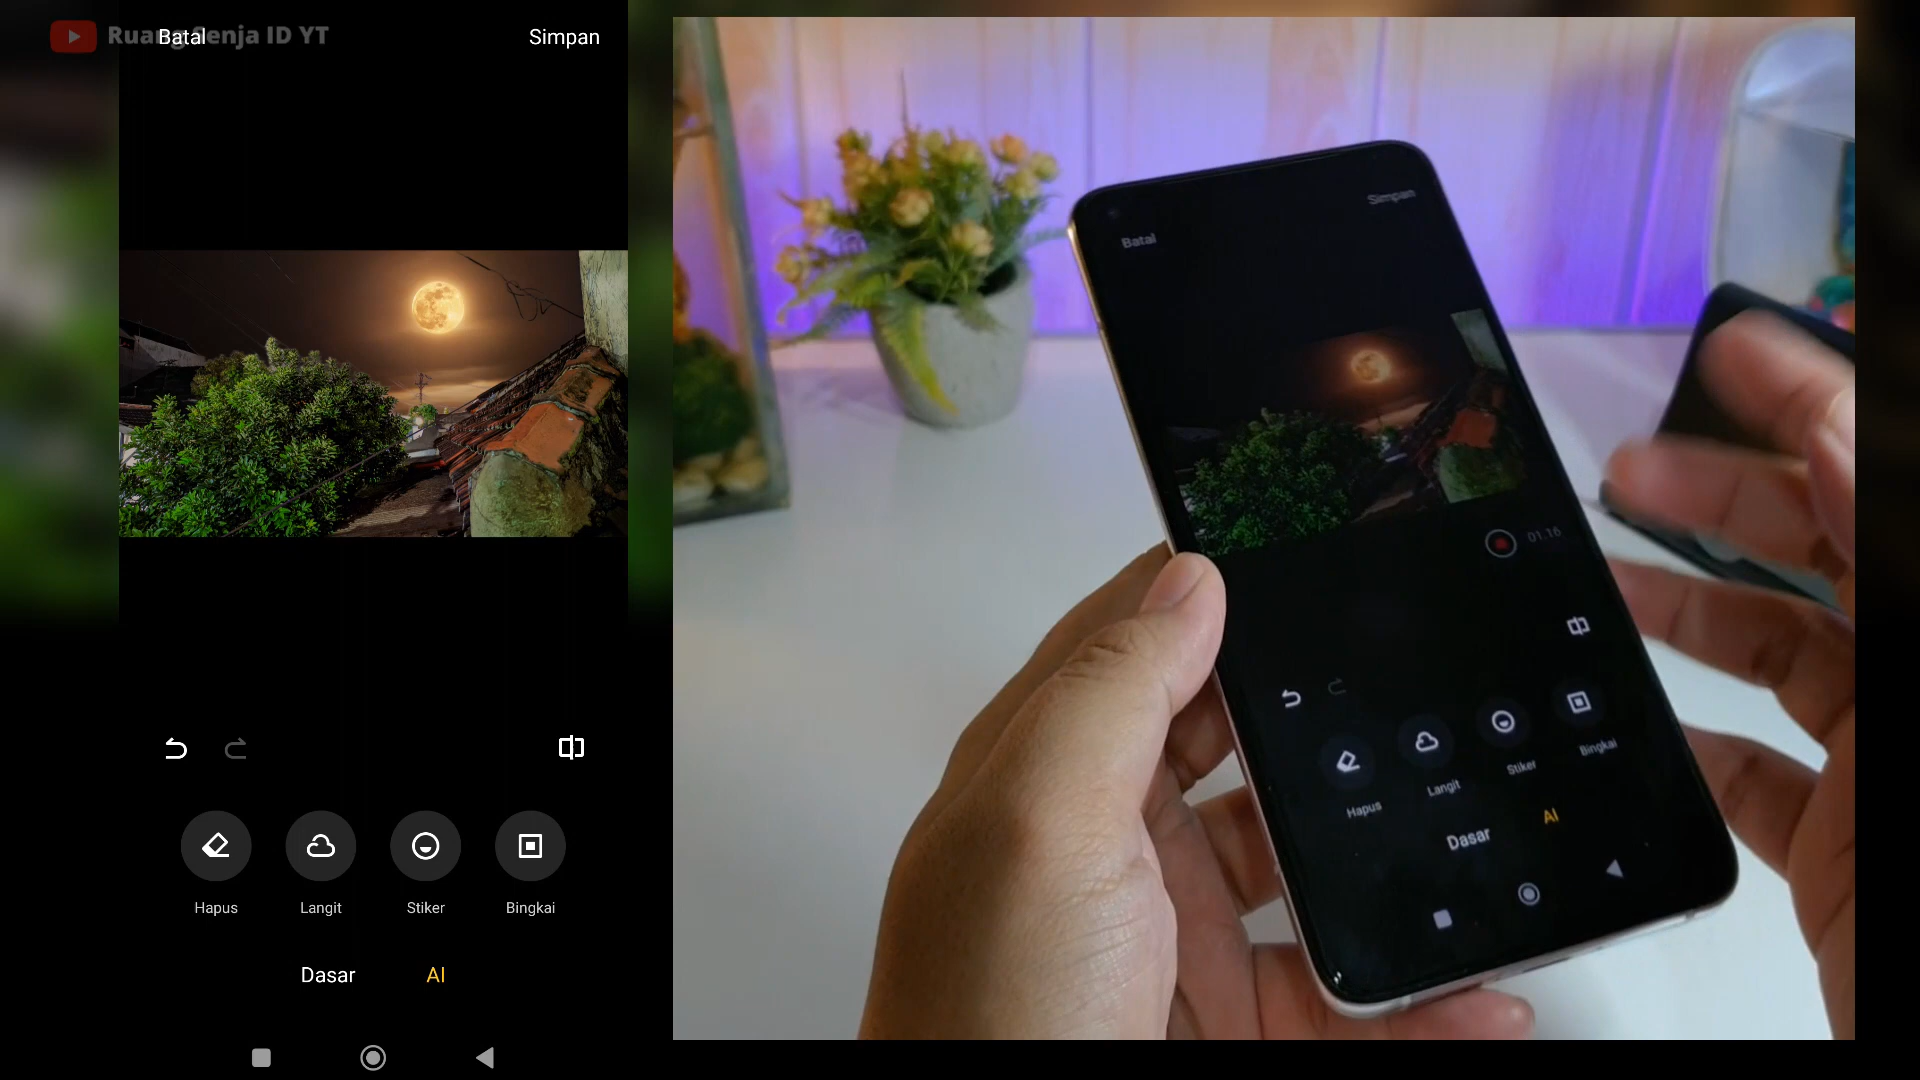 Ruang Senja ID YT
Batal
Simpan
Hapus
Langit
Stiker
Bingkai
Dasar
AI
Simpan
Batal
01.16
Hapus
Langit
Stiker
Bingkai
Dasar
AI